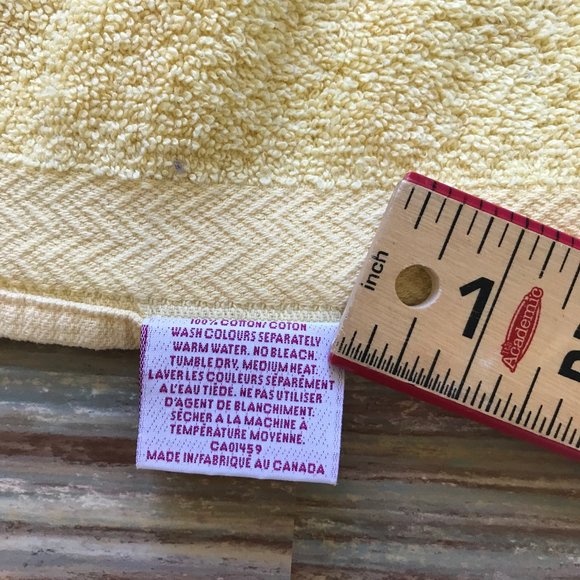 100% COTTON/COTON
WASH COLOURS SEPARATELY
WARM WATER. NO BLEACH.
TUMBLE DRY, MEDIUM HEAT.
LAVER LES COULEURS SÉPARÉMENT
À L'EAU TIÈDE. NE PAS UTILISER
D'AGENT DE BLANCHIMENT.
SÉCHER À LA MACHINE À
TEMPÉRATURE MOYENNE.
CA01459
MADE IN/FABRIQUÉ AU CANADA
inch
1
Academic